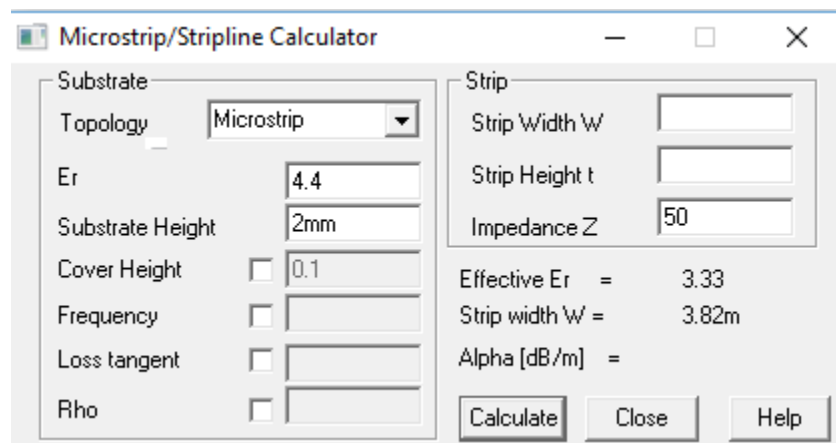 Microstrip/Stripline Calculator
Substrate
Topology Microstrip
Er 4.4
Substrate Height 2mm
Cover Height 0.1
Frequency
Loss tangent
Rho
Strip
Strip Width W
Strip Height t
Impedance Z 50
Effective Er = 3.33
Strip width W = 3.82m
Alpha [dB/m] =
Calculate Close Help